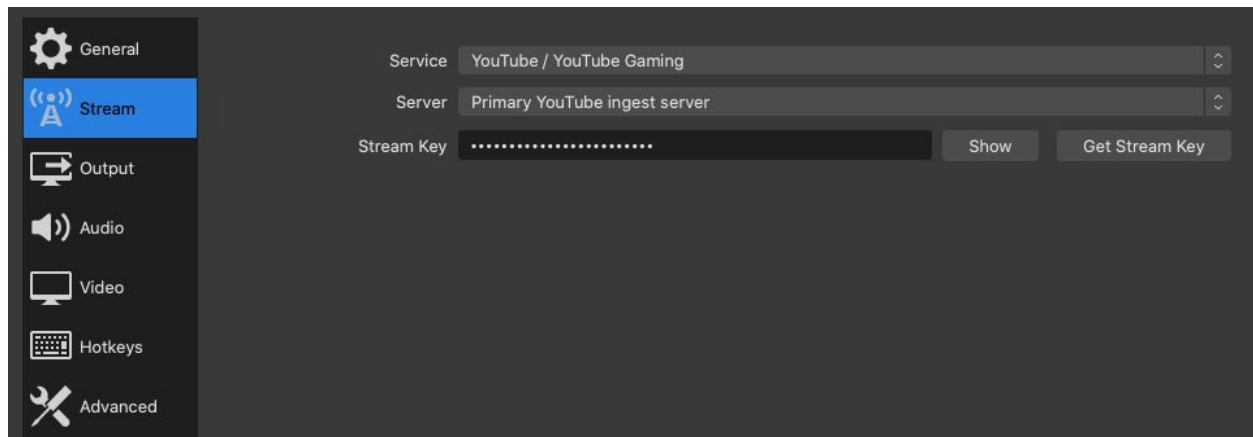 General
Stream
Output
Audio
Video
Hotkeys
Advanced
Service YouTube / YouTube Gaming
Server Primary YouTube ingest server
Stream Key •••••••••••••••••••••••• Show Get Stream Key